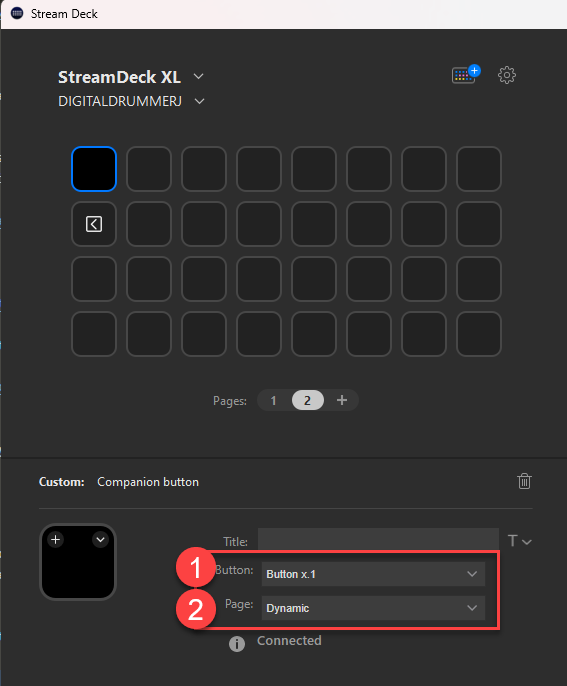 Stream Deck
StreamDeck XL
DIGITALDRUMMERJ
Pages: 1 2 +
Custom: Companion button
Title: T
1 Button: Button x.1
2 Page: Dynamic
Connected